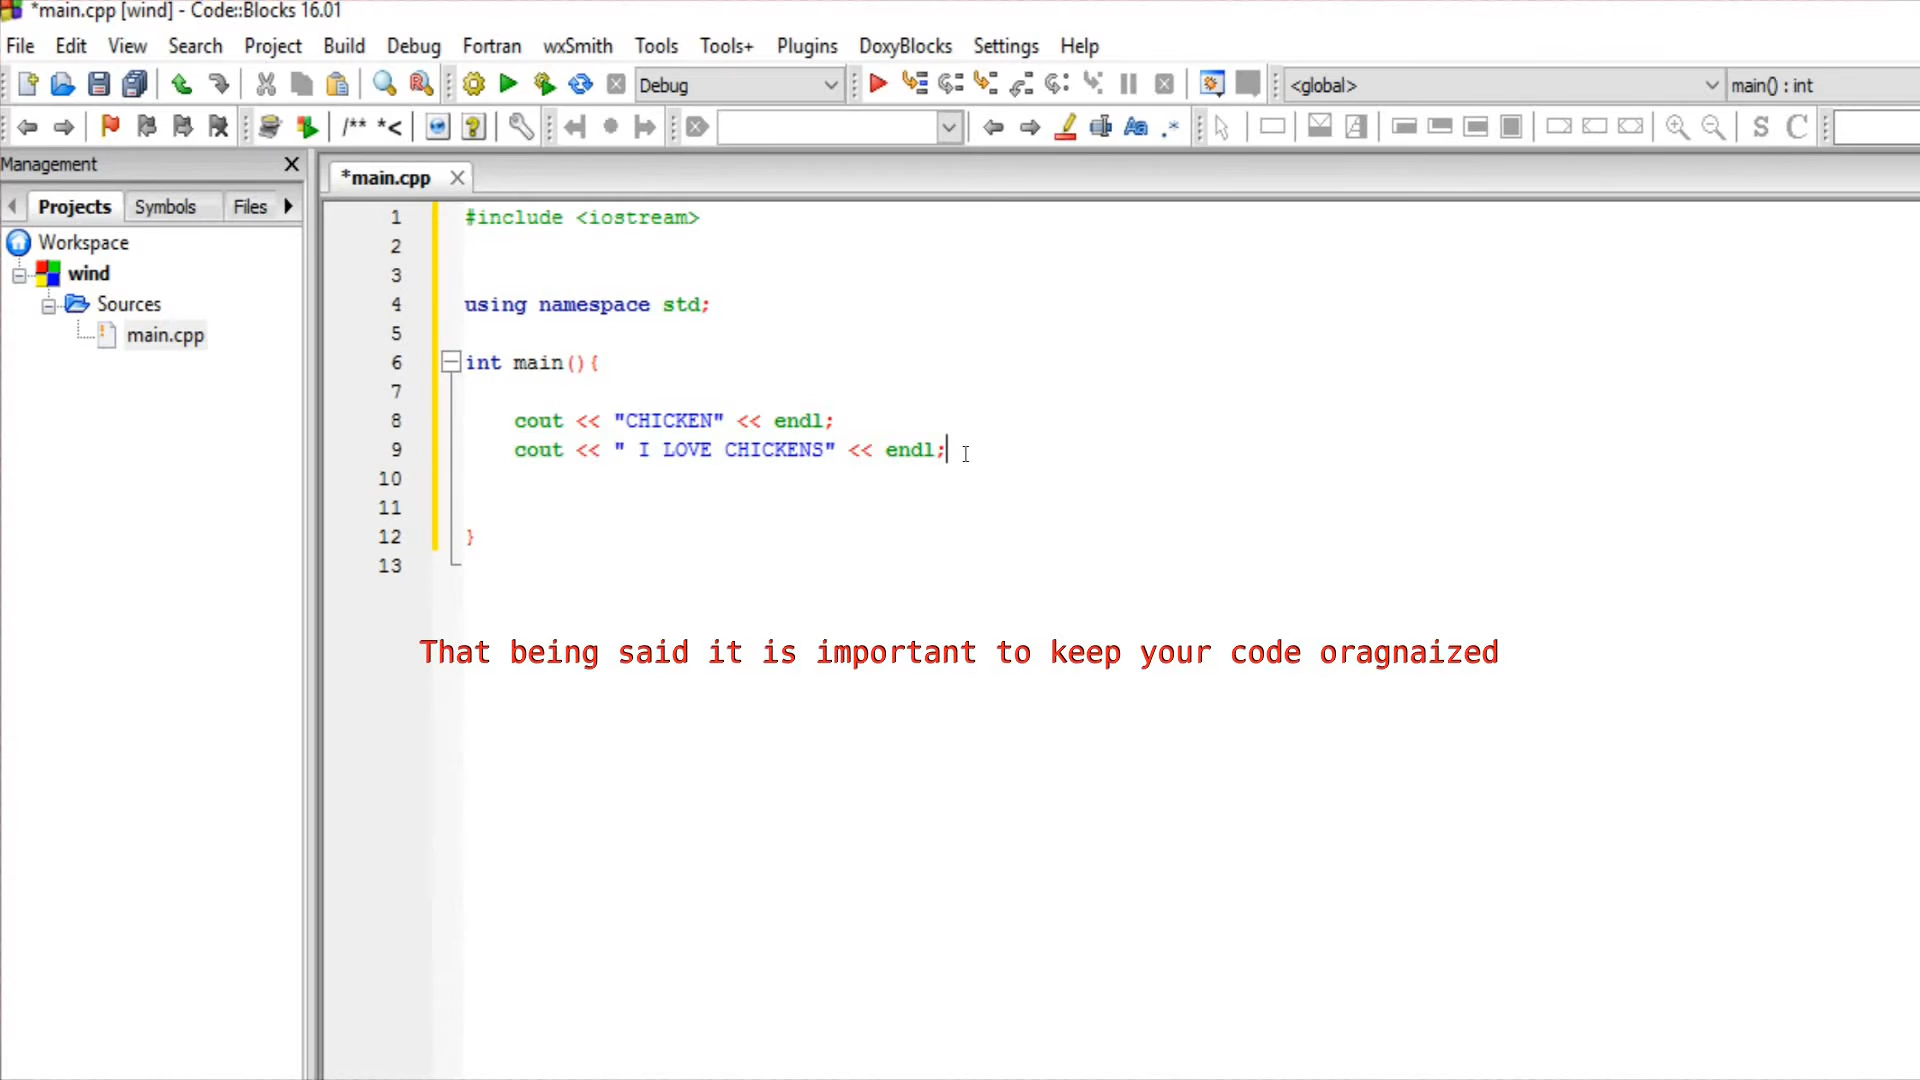 *main.cpp [wind] - Code::Blocks 16.01
File Edit View Search Project Build Debug Fortran wxSmith Tools Tools+ Plugins DoxyBlocks Settings Help
Debug <global> main() : int
/** *< Aa .* S C
Management
*main.cpp
Projects Symbols Files
Workspace
wind
Sources
main.cpp
1 #include <iostream>
2
3
4 using namespace std;
5
6 int main(){
7
8 cout << "CHICKEN" << endl;
9 cout << " I LOVE CHICKENS" << endl;
10
11
12 }
13
That being said it is important to keep your code oragnaized